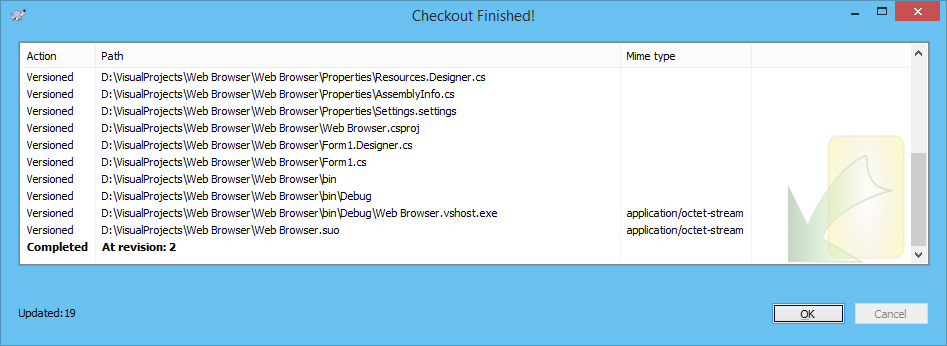 Checkout Finished!
Action Path Mime type
Versioned D:\VisualProjects\Web Browser\Web Browser\Properties\Resources.Designer.cs
Versioned D:\VisualProjects\Web Browser\Web Browser\Properties\AssemblyInfo.cs
Versioned D:\VisualProjects\Web Browser\Web Browser\Properties\Settings.settings
Versioned D:\VisualProjects\Web Browser\Web Browser\Web Browser.csproj
Versioned D:\VisualProjects\Web Browser\Web Browser\Form1.Designer.cs
Versioned D:\VisualProjects\Web Browser\Web Browser\Form1.cs
Versioned D:\VisualProjects\Web Browser\Web Browser\bin
Versioned D:\VisualProjects\Web Browser\Web Browser\bin\Debug
Versioned D:\VisualProjects\Web Browser\Web Browser\bin\Debug\Web Browser.vshost.exe application/octet-stream
Versioned D:\VisualProjects\Web Browser\Web Browser.suo application/octet-stream
Completed At revision: 2
Updated:19
OK Cancel